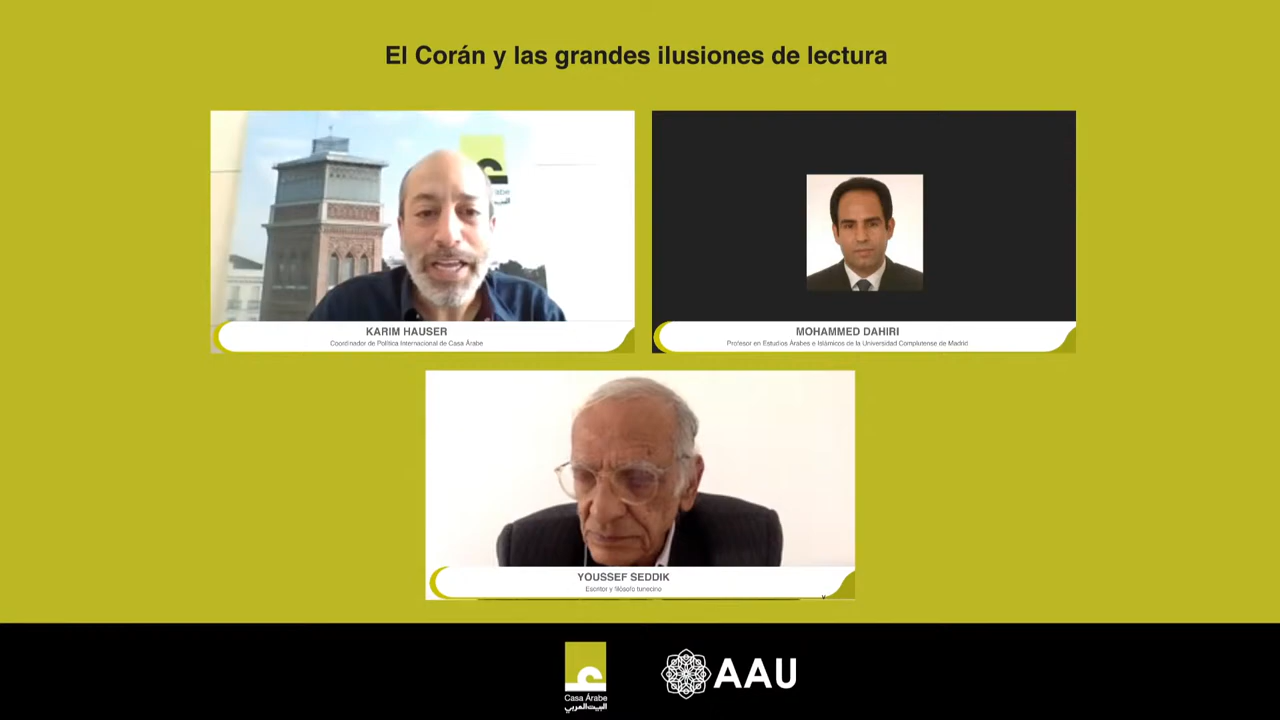 El Corán y las grandes ilusiones de lectura
KARIM HAUSER
Coordinador de Política Internacional de Casa Árabe
MOHAMMED DAHIRI
Profesor en Estudios Árabes e Islámicos de la Universidad Complutense de Madrid
YOUSSEF SEDDIK
Escritor y filósofo tunecino
Casa Árabe
البيت العربي
AAU